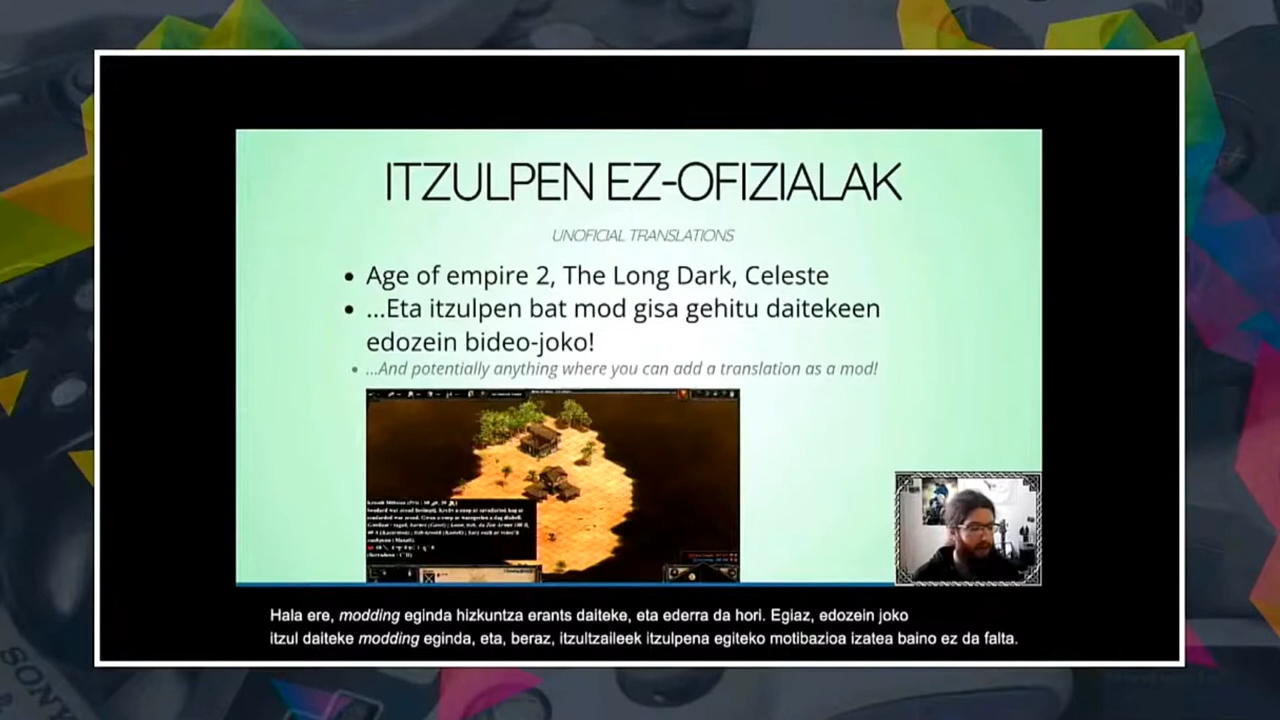 ITZULPEN EZ-OFIZIALAK
UNOFICIAL TRANSLATIONS
• Age of empire 2, The Long Dark, Celeste
• ...Eta itzulpen bat mod gisa gehitu daitekeen
edozein bideo-joko!
• ...And potentially anything where you can add a translation as a mod!
Hala ere, modding eginda hizkuntza erants daiteke, eta ederra da hori. Egiaz, edozein joko
itzul daiteke modding eginda, eta, beraz, itzultzaileek itzulpena egiteko motibazioa izatea baino ez da falta.
SONY